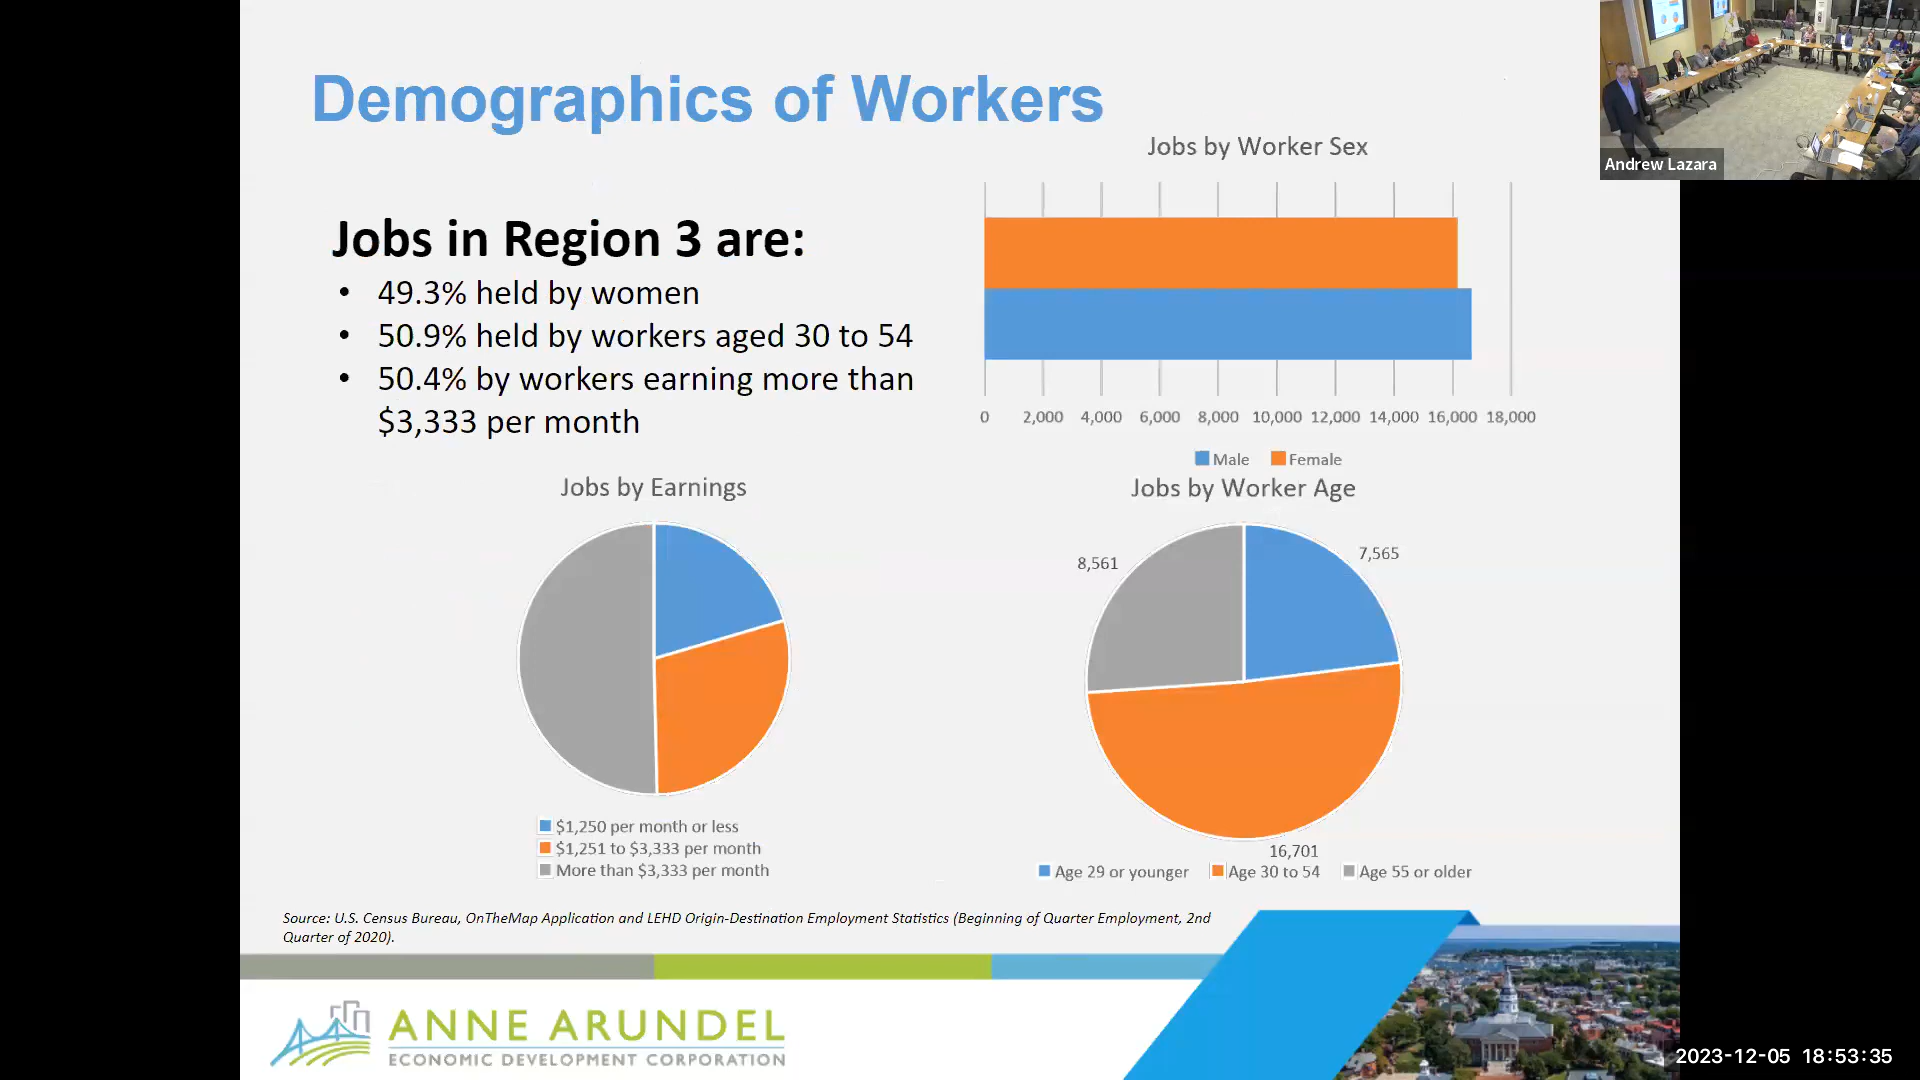 Demographics of Workers
Jobs in Region 3 are:
• 49.3% held by women
• 50.9% held by workers aged 30 to 54
• 50.4% by workers earning more than
$3,333 per month
Jobs by Worker Sex
0 2,000 4,000 6,000 8,000 10,000 12,000 14,000 16,000 18,000
Male Female
Jobs by Earnings
$1,250 per month or less
$1,251 to $3,333 per month
More than $3,333 per month
Jobs by Worker Age
8,561
7,565
16,701
Age 29 or younger Age 30 to 54 Age 55 or older
Source: U.S. Census Bureau, OnTheMap Application and LEHD Origin-Destination Employment Statistics (Beginning of Quarter Employment, 2nd
Quarter of 2020).
ANNE ARUNDEL
ECONOMIC DEVELOPMENT CORPORATION
Andrew Lazara
2023-12-05 18:53:35